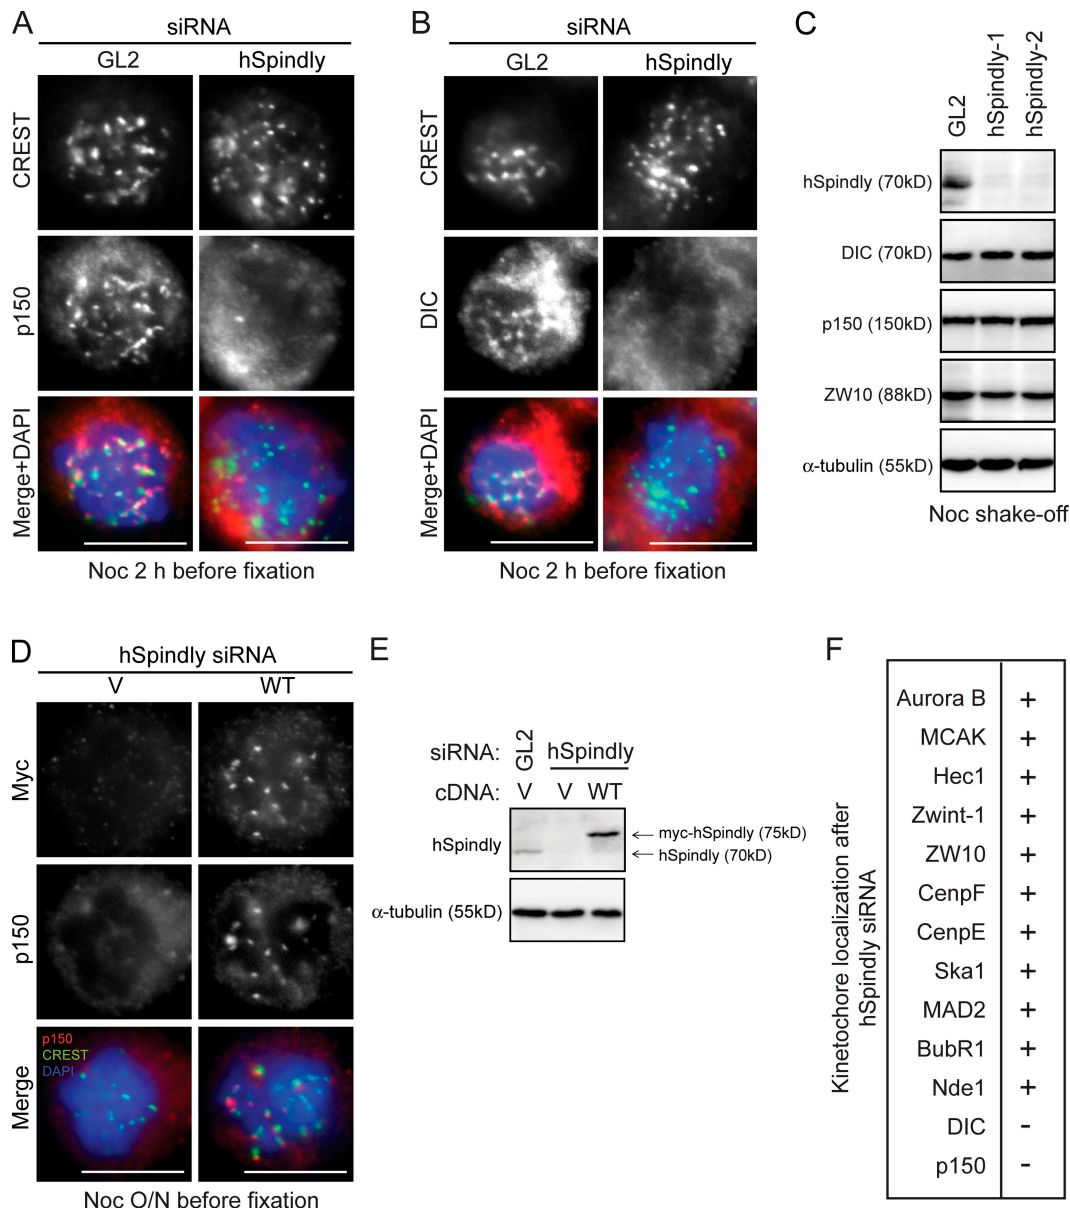 A
siRNA
GL2 hSpindly
CREST
p150
Merge+DAPI
Noc 2 h before fixation
B
siRNA
GL2 hSpindly
CREST
DIC
Merge+DAPI
Noc 2 h before fixation
C
GL2
hSpindly-1
hSpindly-2
hSpindly (70kD)
DIC (70kD)
p150 (150kD)
ZW10 (88kD)
α-tubulin (55kD)
Noc shake-off
D
hSpindly siRNA
V WT
Myc
p150
Merge
p150
CREST
DAPI
Noc O/N before fixation
E
siRNA: GL2 hSpindly
cDNA: V V WT
hSpindly
myc-hSpindly (75kD)
hSpindly (70kD)
α-tubulin (55kD)
F
Kinetochore localization after
hSpindly siRNA
Aurora B +
MCAK +
Hec1 +
Zwint-1 +
ZW10 +
CenpF +
CenpE +
Ska1 +
MAD2 +
BubR1 +
Nde1 +
DIC -
p150 -